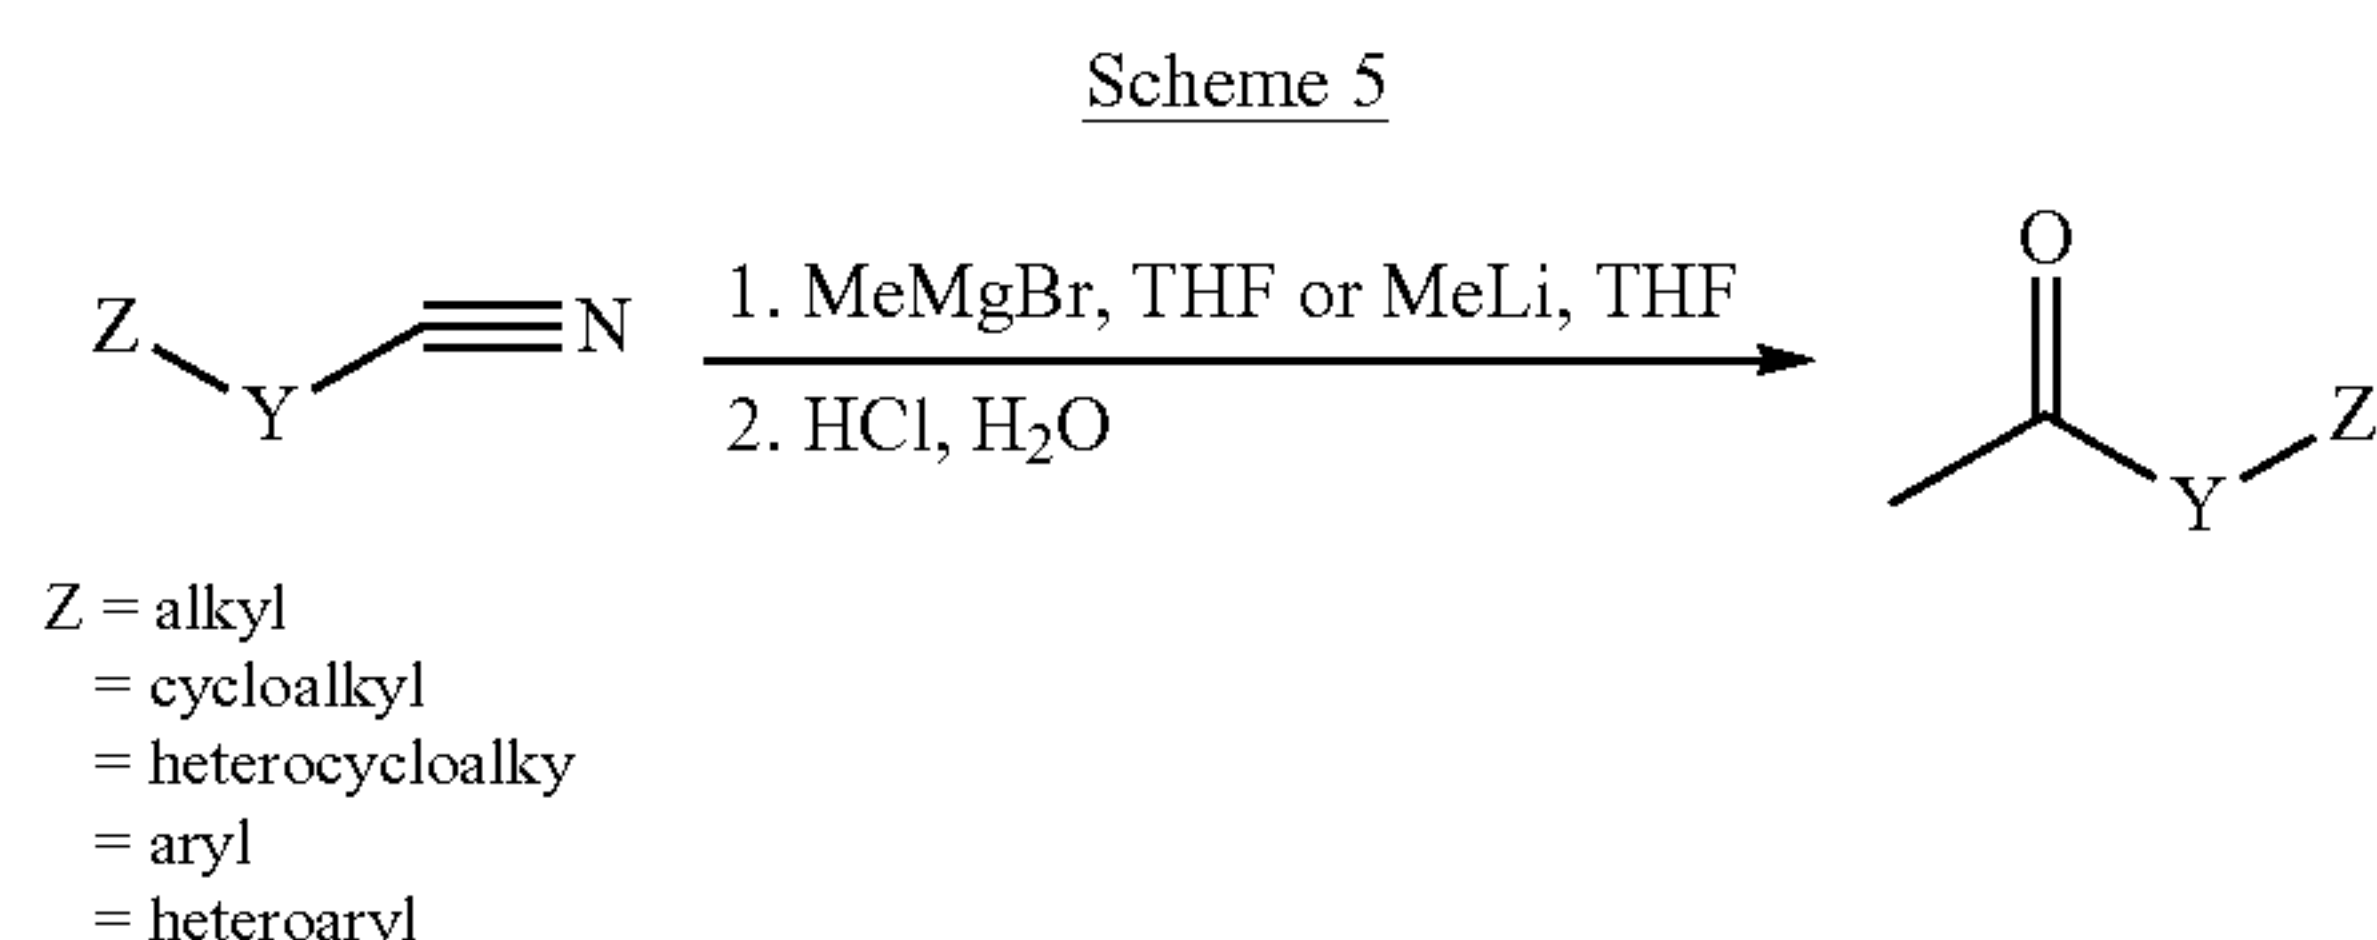 Scheme 5
O
Z
Y
N
1. MeMgBr, THF or MeLi, THF
2. HCl, H₂O
Z
Y
Z = alkyl
= cycloalkyl
= heterocycloalky
= aryl
= heteroaryl